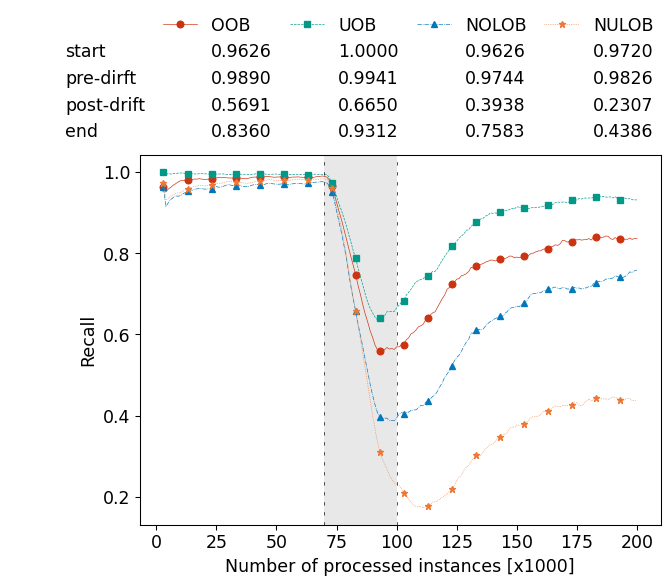 OOB UOB NOLOB NULOB
start 0.9626 1.0000 0.9626 0.9720
pre-dirft 0.9890 0.9941 0.9744 0.9826
post-drift 0.5691 0.6650 0.3938 0.2307
end 0.8360 0.9312 0.7583 0.4386
1.0
0.8
0.6
0.4
0.2
Recall
0 25 50 75 100 125 150 175 200
Number of processed instances [x1000]